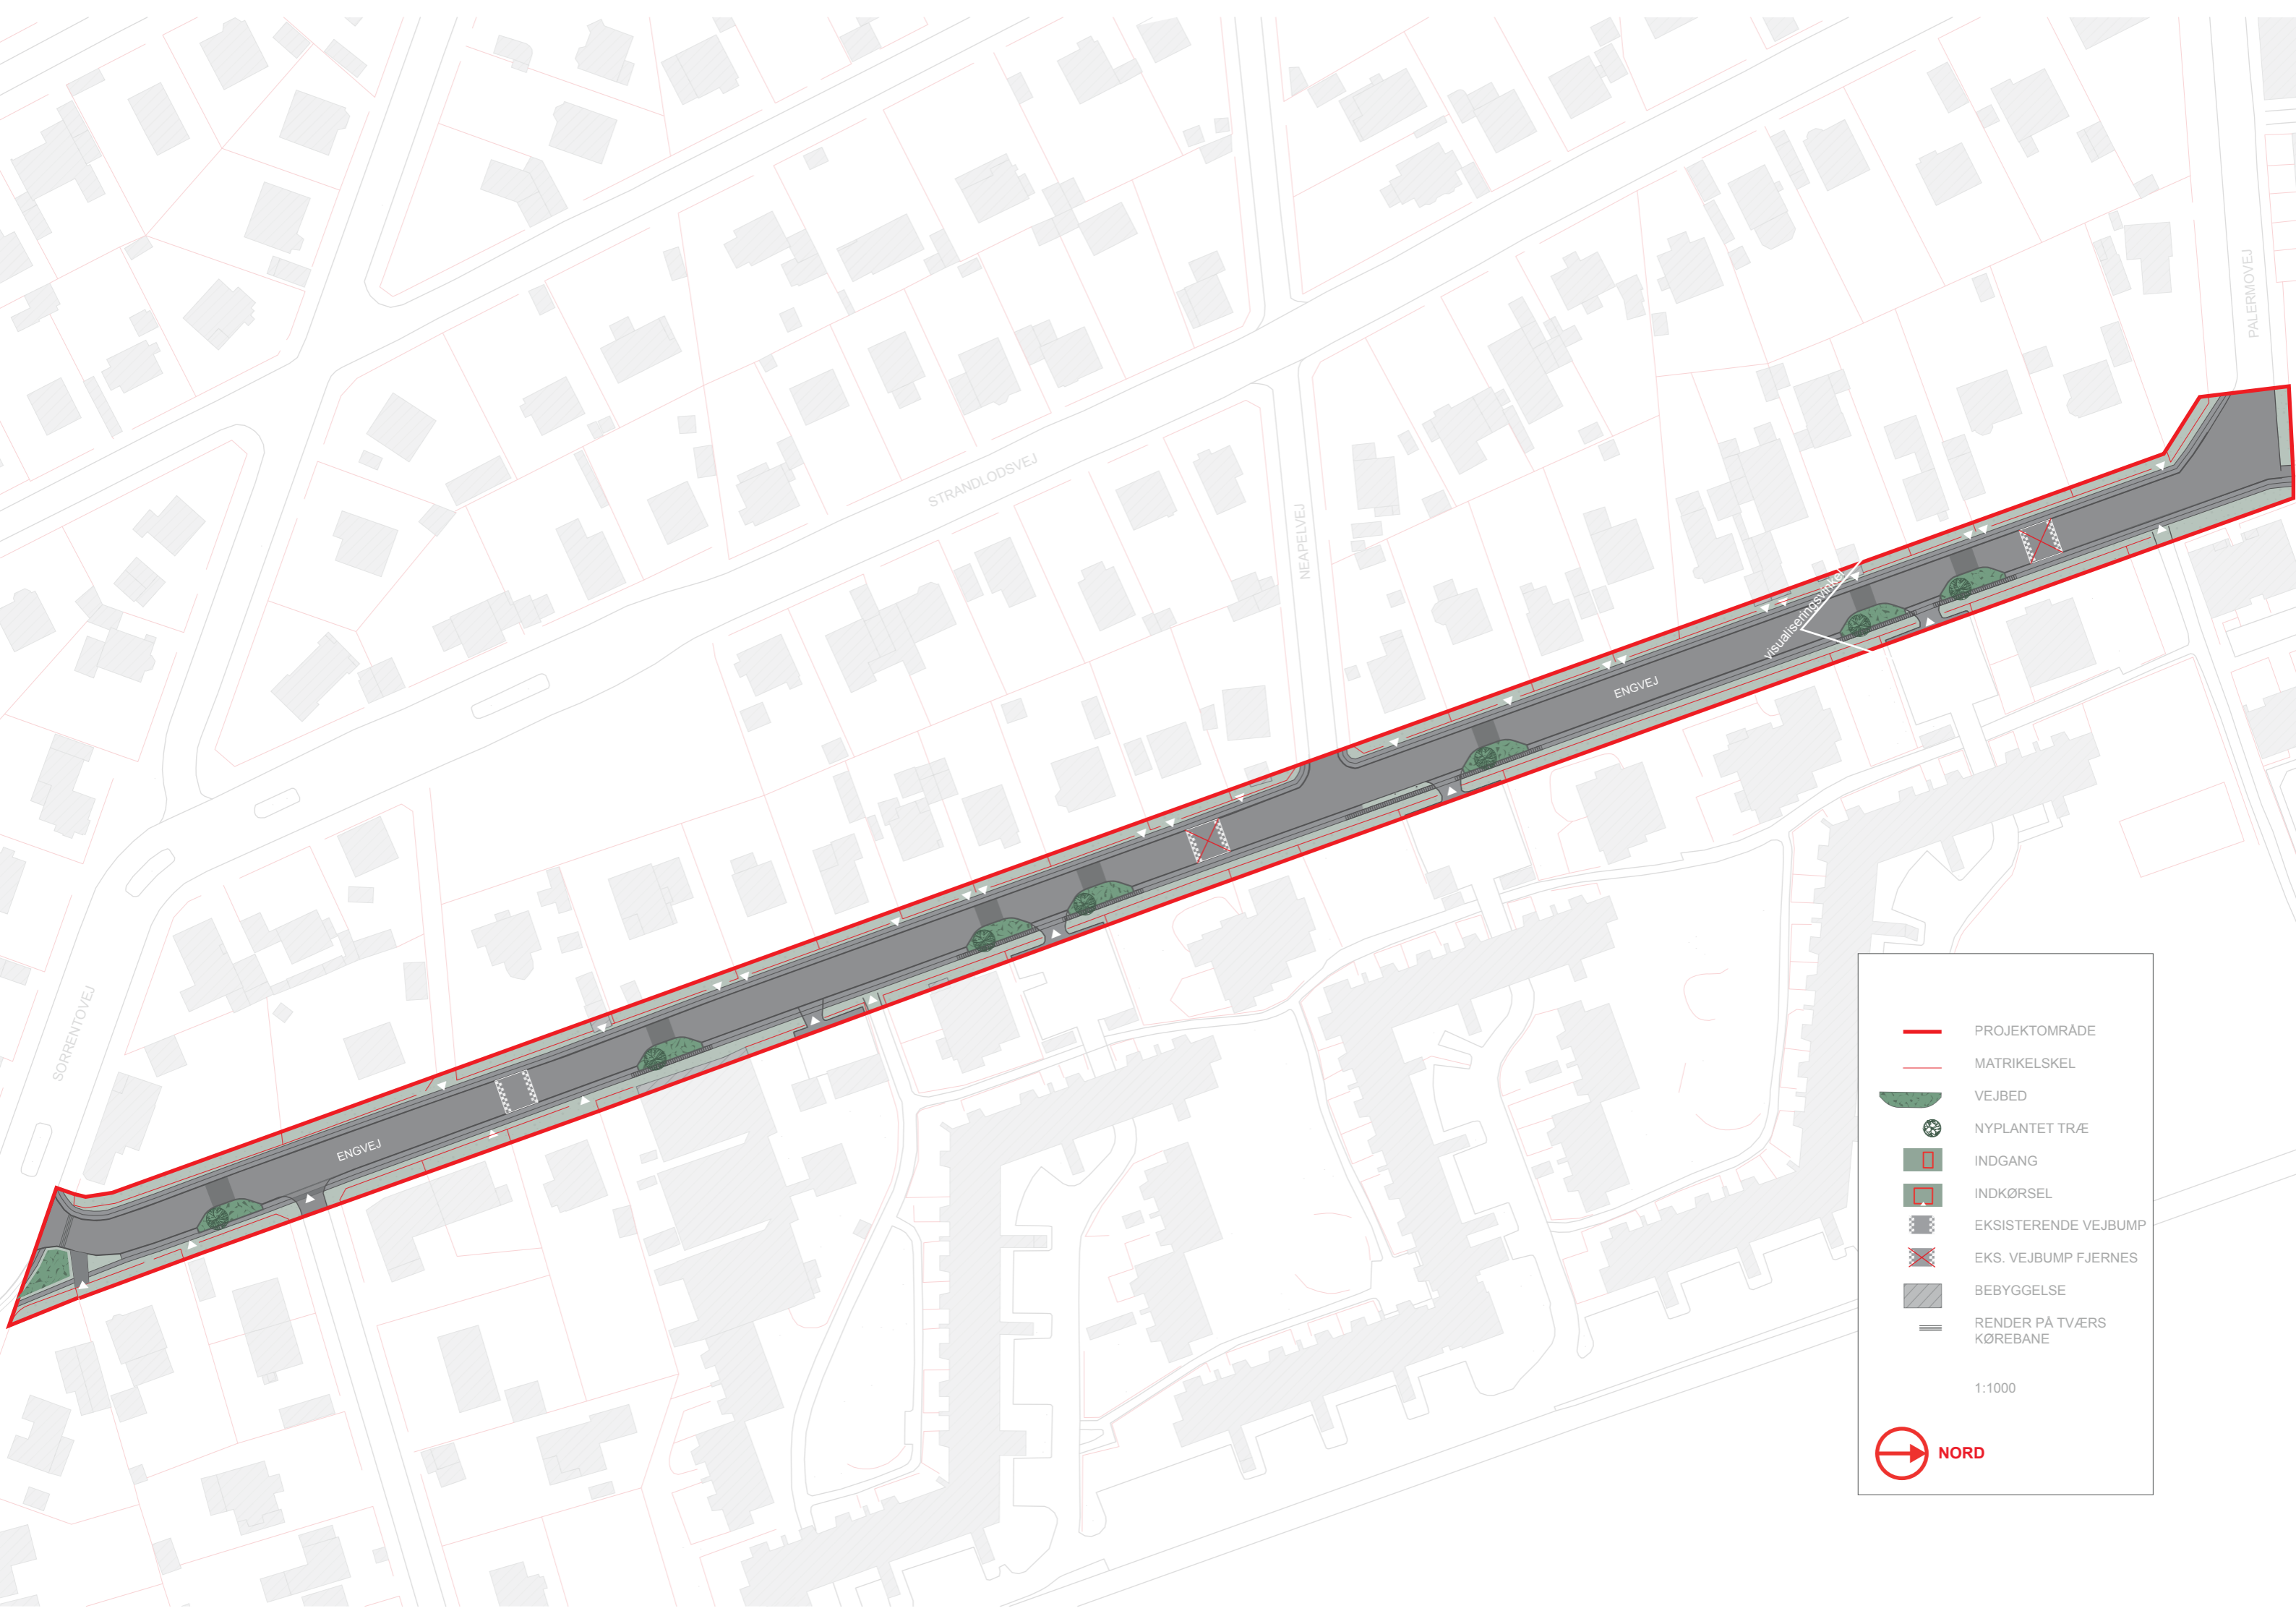 PALERMOVEJ
STRANDLODSVEJ
NEAPELVEJ
visualiseringsvinkel
ENGVEJ
SORRENTOVEJ
ENGVEJ
PROJEKTOMRÅDE
MATRIKELSKEL
VEJBED
NYPLANTET TRÆ
INDGANG
INDKØRSEL
EKSISTERENDE VEJBUMP
EKS. VEJBUMP FJERNES
BEBYGGELSE
RENDER PÅ TVÆRS
KØREBANE
1:1000
NORD